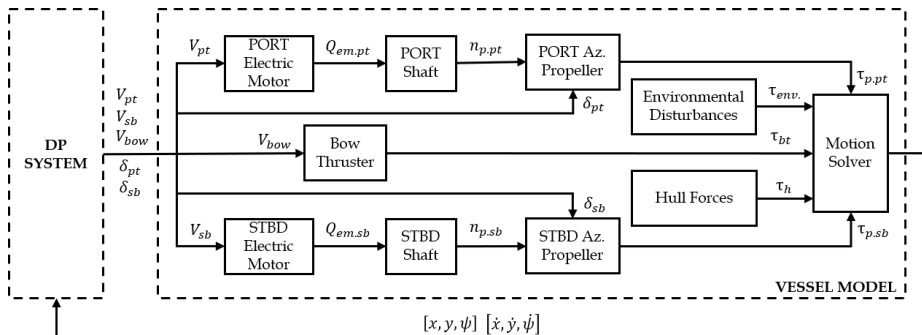 DP
SYSTEM
V_pt
V_sb
V_bow
δ_pt
δ_sb
V_pt
PORT
Electric
Motor
Q_em.pt
PORT
Shaft
n_p.pt
PORT Az.
Propeller
δ_pt
τ_p.pt
Environmental
Disturbances
τ_env.
V_bow
Bow
Thruster
τ_bt
Motion
Solver
Hull Forces
τ_h
δ_sb
V_sb
STBD
Electric
Motor
Q_em.sb
STBD
Shaft
n_p.sb
STBD Az.
Propeller
τ_p.sb
VESSEL MODEL
[x, y, ψ] [ẋ, ẏ, ψ̇]